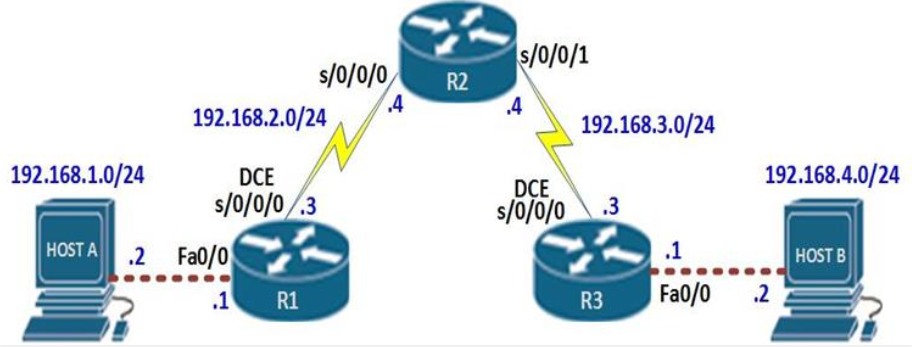 R2
s/0/0/0
s/0/0/1
.4
.4
192.168.2.0/24
192.168.3.0/24
192.168.1.0/24
192.168.4.0/24
DCE
s/0/0/0
.3
DCE
s/0/0/0
.3
HOST A
.2
Fa0/0
.1
R1
R3
.1
Fa0/0
.2
HOST B